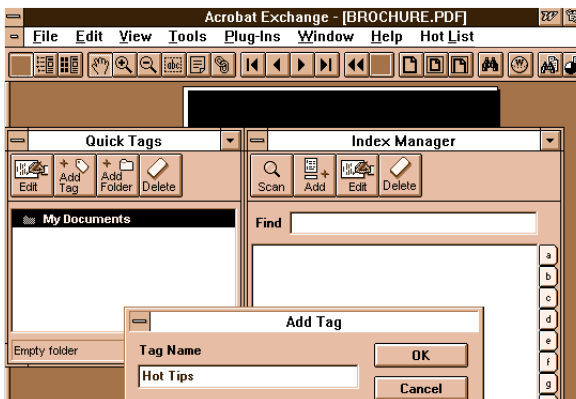 Acrobat Exchange - [BROCHURE.PDF]
File Edit View Tools Plug-Ins Window Help Hot List
abc W
Quick Tags
Edit Add Tag Add Folder Delete
My Documents
Empty folder
Index Manager
Scan Add Edit Delete
Find
a
b
c
d
e
f
g
Add Tag
Tag Name
Hot Tips
OK
Cancel